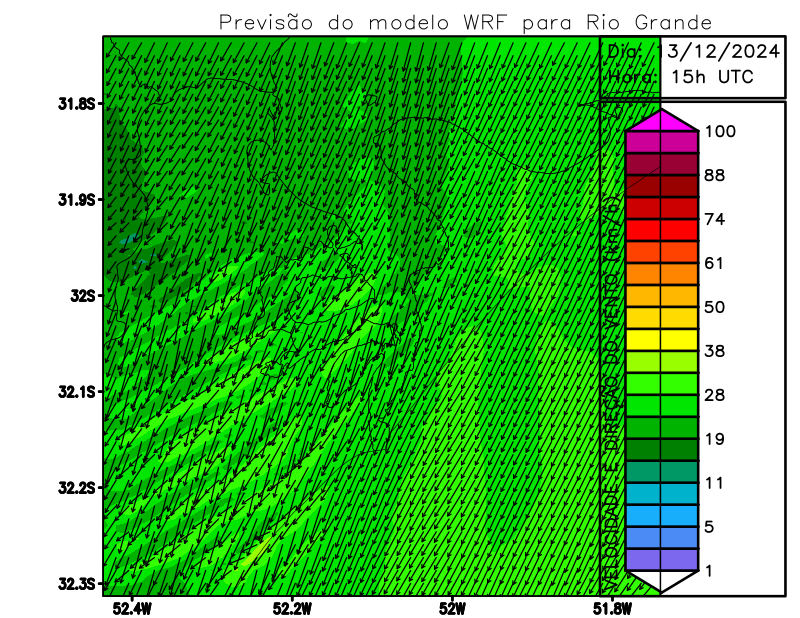 Previsão do modelo WRF para Rio Grande
Dia: 13/12/2024
Hora: 15h UTC
31.8S
31.9S
32S
32.1S
32.2S
32.3S
52.4W
52.2W
52W
51.8W
VELOCIDADE E DIREÇÃO DO VENTO (km/h)
100
88
74
61
50
38
28
19
11
5
1